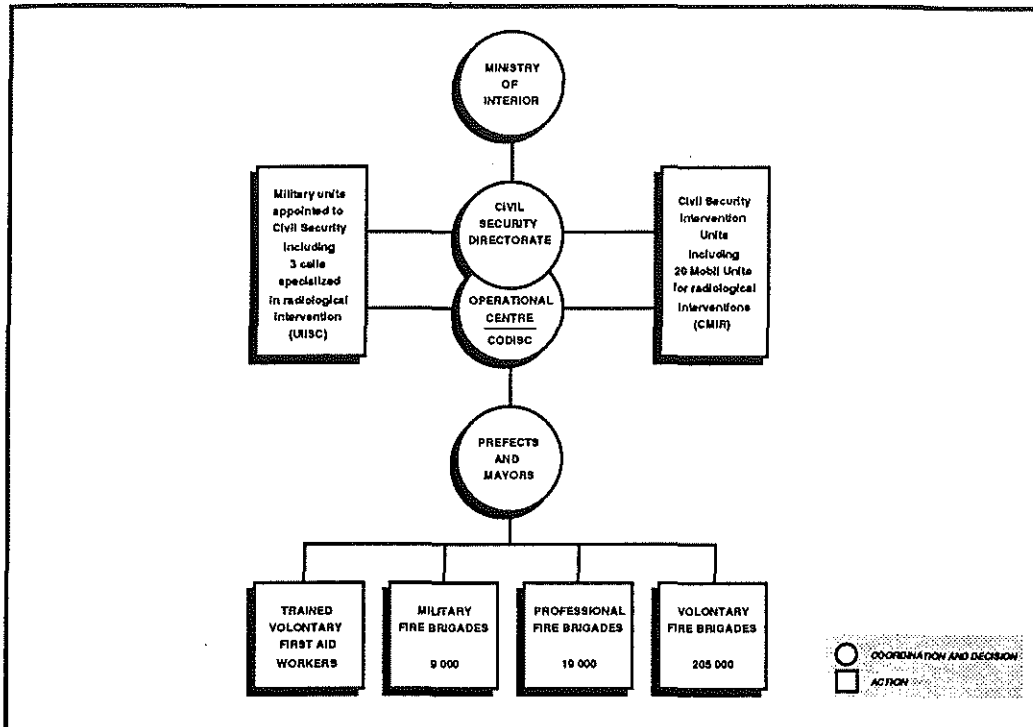 MINISTRY
OF
INTERIOR
Military units
appointed to
Civil Security
Including
3 cells
specialized
in radiological
Intervention
(UIISC)
CIVIL
SECURITY
DIRECTORATE
OPERATIONAL
CENTRE
CODISC
Civil Security
Intervention
Units
Including
20 Mobil Units
for radiological
Interventions
(CMIR)
PREFECTS
AND
MAYORS
TRAINED
VOLONTARY
FIRST AID
WORKERS
MILITARY
FIRE BRIGADES
9 000
PROFESSIONAL
FIRE BRIGADES
19 000
VOLONTARY
FIRE BRIGADES
205 000
COORDINATION AND DECISION
ACTION